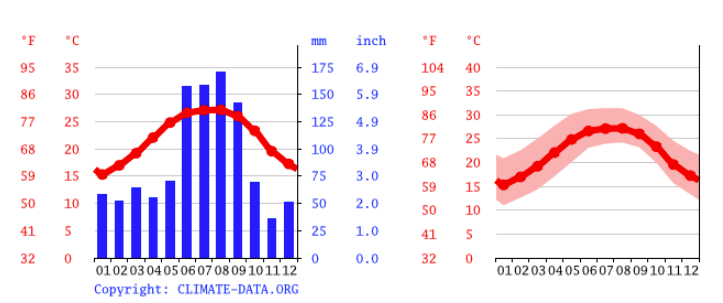 °F °C mm inch °F °C
95 35 175 6.9 104 40
86 30 150 5.9 95 35
77 25 125 4.9 86 30
68 20 100 3.9 77 25
59 15 75 3.0 68 20
50 10 50 2.0 59 15
41 5 25 1.0 50 10
32 0 0 0.0 41 5
32 0
01 02 03 04 05 06 07 08 09 10 11 12 01 02 03 04 05 06 07 08 09 10 11 12
Copyright: CLIMATE-DATA.ORG